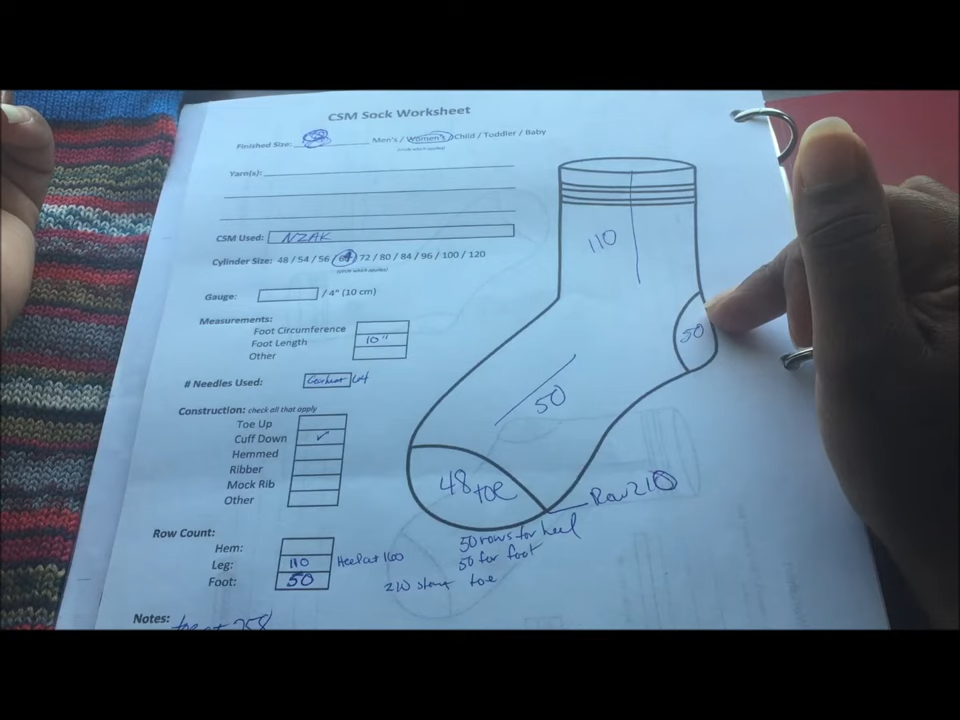 CSM Sock Worksheet
Finished Size: Men's / Women's / Child / Toddler / Baby
(circle which applies)
Yarn(s):
CSM Used: NZAK
Cylinder Size: 48 / 54 / 56 / 64 / 72 / 80 / 84 / 96 / 100 / 120
(circle which applies)
Gauge: / 4" (10 cm)
Measurements:
Foot Circumference
Foot Length 10"
Other
# Needles Used: 64
Construction: check all that apply
Toe Up
Cuff Down ✓
Hemmed
Ribber
Mock Rib
Other
Row Count:
Hem:
Leg: 110 Heel at 160
Foot: 50
Notes: toe at 258
110
50
50
48 toe
Row 210
50 rows for heel
50 for foot
210 start toe